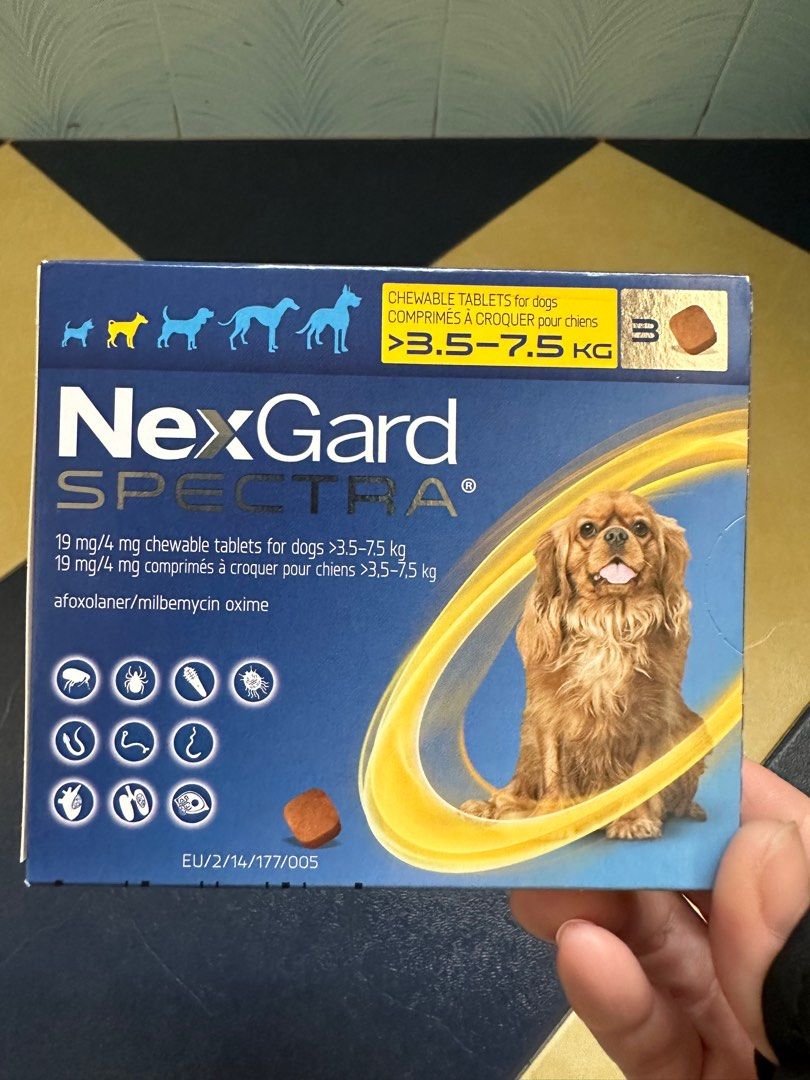 CHEWABLE TABLETS for dogs
COMPRIMÉS À CROQUER pour chiens
>3.5–7.5 KG
3
NexGard
SPECTRA®
19 mg/4 mg chewable tablets for dogs >3.5–7.5 kg
19 mg/4 mg comprimés à croquer pour chiens >3,5–7,5 kg
afoxolaner/milbemycin oxime
EU/2/14/177/005